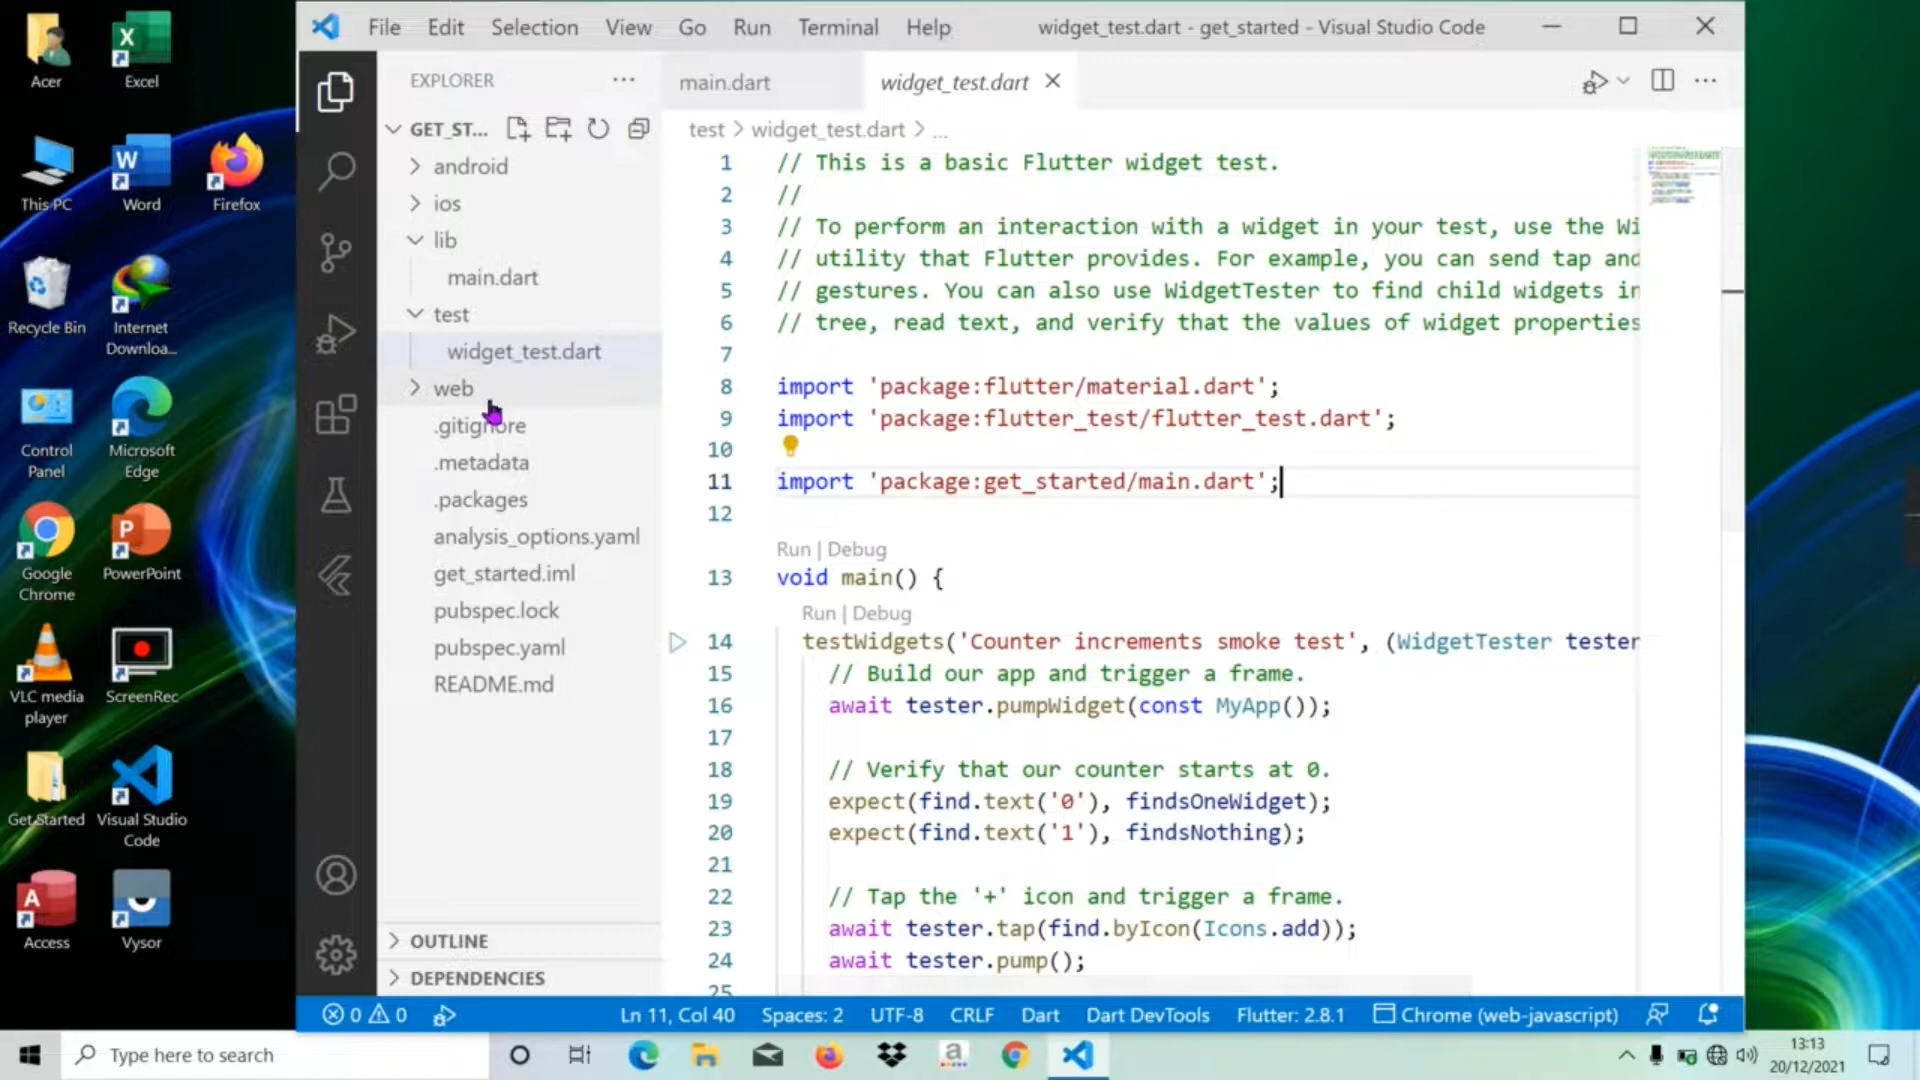 File Edit Selection View Go Run Terminal Help widget_test.dart - get_started - Visual Studio Code
EXPLORER
main.dart
widget_test.dart
GET_ST...
test > widget_test.dart > ...
android
ios
lib
main.dart
test
widget_test.dart
web
.gitignore
.metadata
.packages
analysis_options.yaml
get_started.iml
pubspec.lock
pubspec.yaml
README.md
OUTLINE
DEPENDENCIES
1 // This is a basic Flutter widget test.
2 //
3 // To perform an interaction with a widget in your test, use the Wi
4 // utility that Flutter provides. For example, you can send tap and
5 // gestures. You can also use WidgetTester to find child widgets in
6 // tree, read text, and verify that the values of widget properties
7
8 import 'package:flutter/material.dart';
9 import 'package:flutter_test/flutter_test.dart';
10
11 import 'package:get_started/main.dart';
12
Run | Debug
13 void main() {
Run | Debug
14 testWidgets('Counter increments smoke test', (WidgetTester tester
15 // Build our app and trigger a frame.
16 await tester.pumpWidget(const MyApp());
17
18 // Verify that our counter starts at 0.
19 expect(find.text('0'), findsOneWidget);
20 expect(find.text('1'), findsNothing);
21
22 // Tap the '+' icon and trigger a frame.
23 await tester.tap(find.byIcon(Icons.add));
24 await tester.pump();
25
0 0 Ln 11, Col 40 Spaces: 2 UTF-8 CRLF Dart Dart DevTools Flutter: 2.8.1 Chrome (web-javascript)
Acer
Excel
This PC
Word
Firefox
Recycle Bin
Internet
Downloa...
Control
Panel
Microsoft
Edge
Google
Chrome
PowerPoint
VLC media
player
ScreenRec
Get Started
Visual Studio
Code
Access
Vysor
Type here to search
13:13
20/12/2021